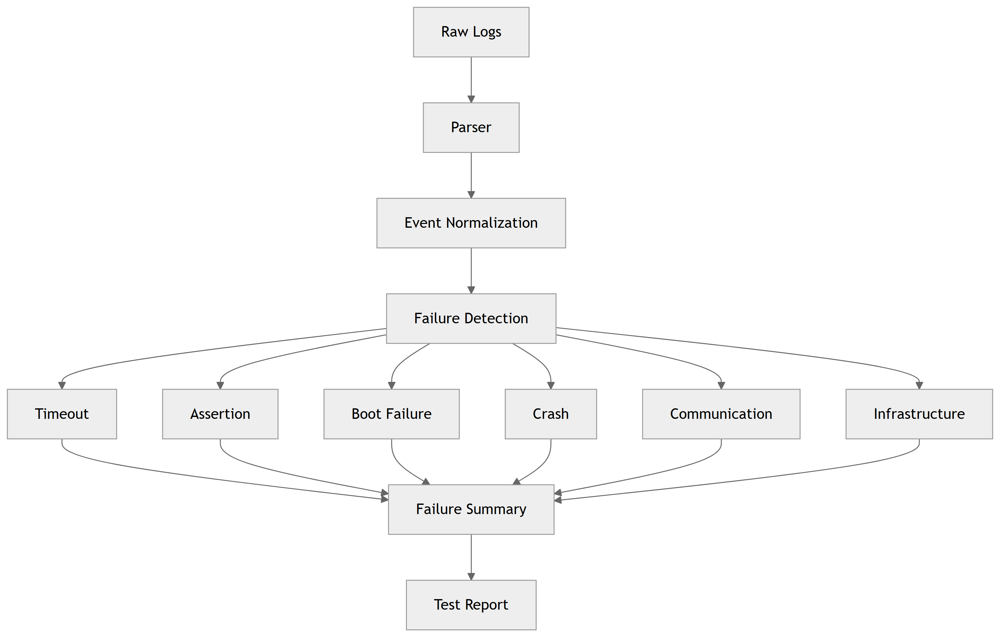 Raw Logs
Parser
Event Normalization
Failure Detection
Timeout
Assertion
Boot Failure
Crash
Communication
Infrastructure
Failure Summary
Test Report